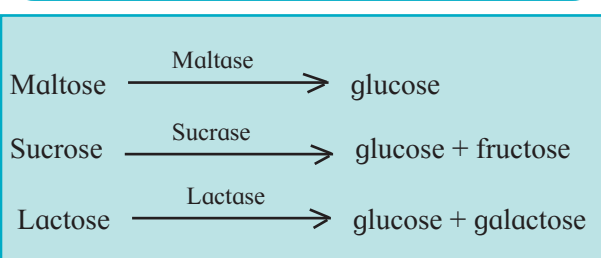 Maltase
Maltose glucose
Sucrase
Sucrose glucose + fructose
Lactase
Lactose glucose + galactose